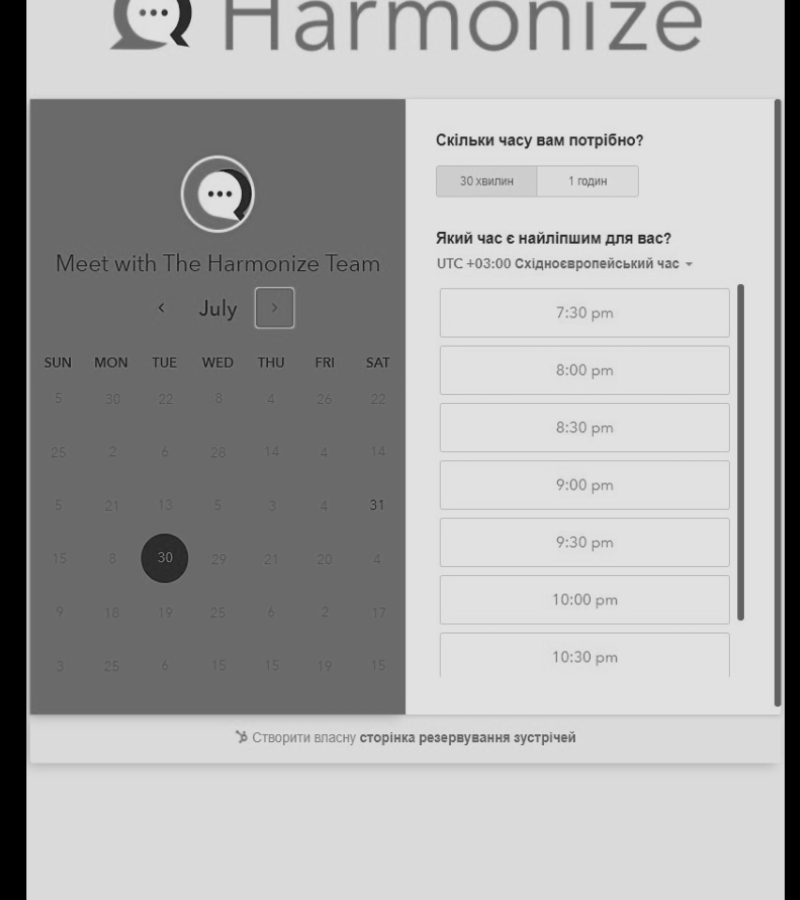 Harmonize
Meet with The Harmonize Team
‹ July ›
SUN MON TUE WED THU FRI SAT
5 30 22 8 4 26 22
25 2 6 28 14 4 14
5 21 13 5 3 4 31
15 8 30 29 21 20 4
9 18 19 25 6 2 17
3 25 6 15 15 19 15
Скільки часу вам потрібно?
30 хвилин 1 годин
Який час є найліпшим для вас?
UTC +03:00 Східноєвропейський час
7:30 pm
8:00 pm
8:30 pm
9:00 pm
9:30 pm
10:00 pm
10:30 pm
Створити власну сторінка резервування зустрічей